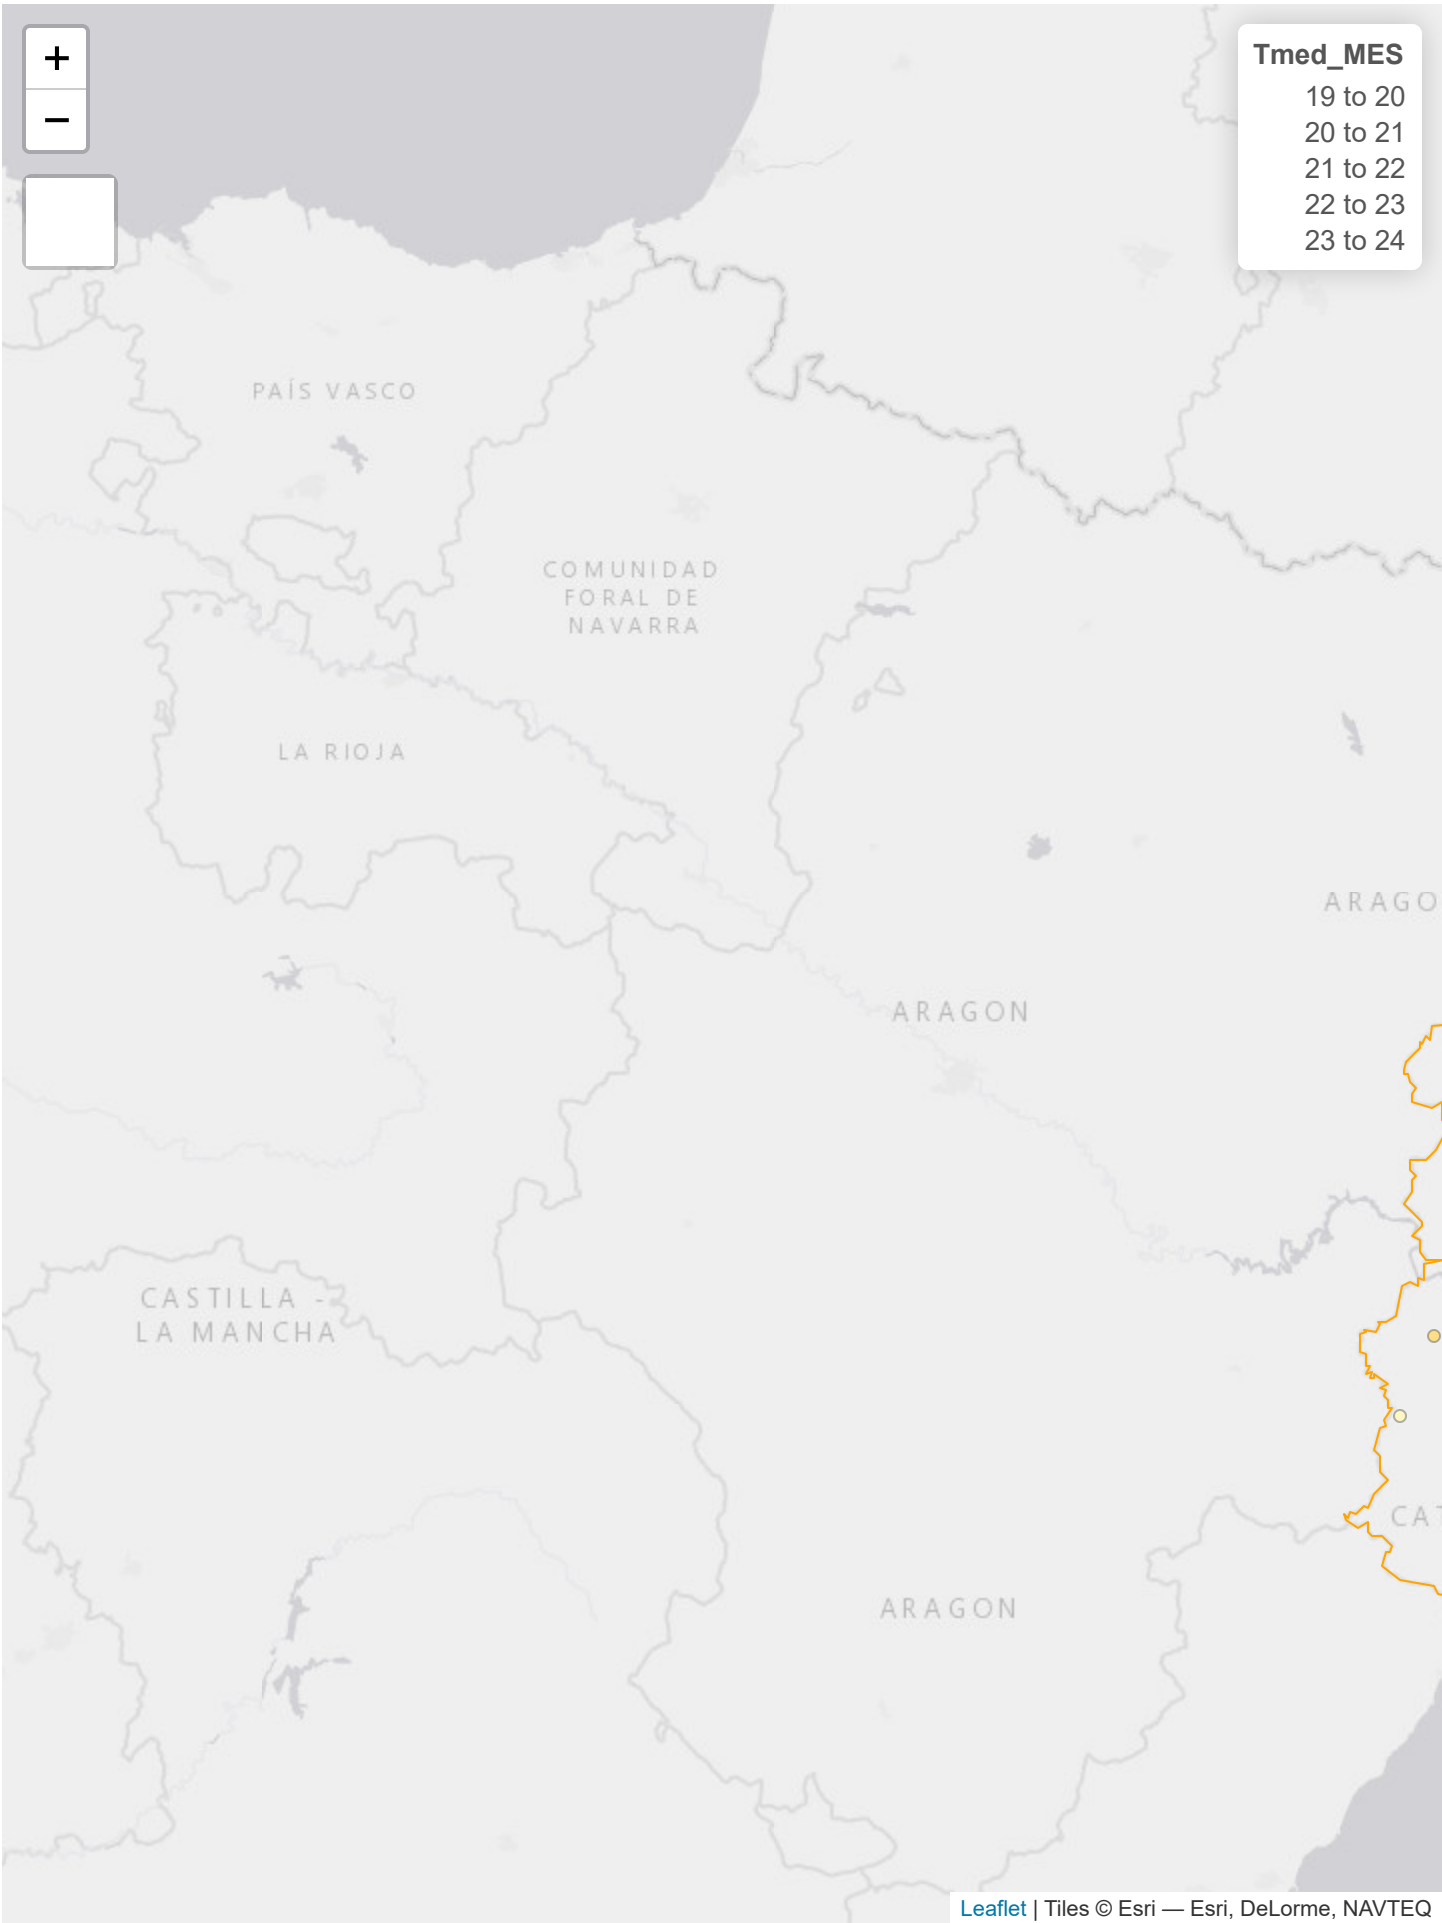 +
Tmed_MES
19 to 20
20 to 21
21 to 22
22 to 23
23 to 24
−
PAÍS VASCO
COMUNIDAD
FORAL DE
NAVARRA
LA RIOJA
ARAGO
ARAGON
CASTILLA -
LA MANCHA
CAT
ARAGON
Leaflet | Tiles © Esri — Esri, DeLorme, NAVTEQ